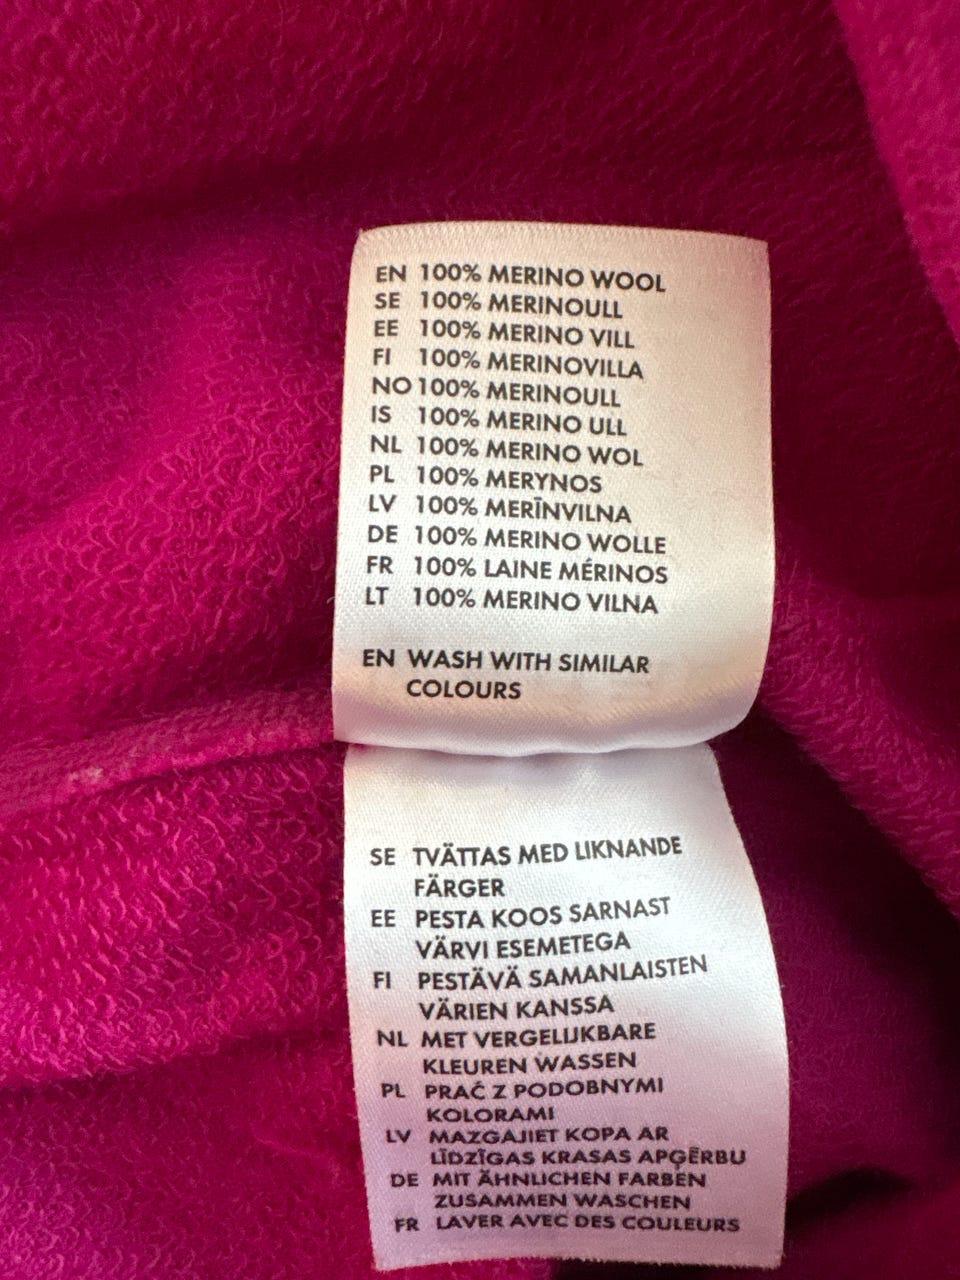 EN 100% MERINO WOOL
SE 100% MERINOULL
EE 100% MERINO VILL
FI 100% MERINOVILLA
NO 100% MERINOULL
IS 100% MERINO ULL
NL 100% MERINO WOL
PL 100% MERYNOS
LV 100% MERĪNVILNA
DE 100% MERINO WOLLE
FR 100% LAINE MÉRINOS
LT 100% MERINO VILNA
EN WASH WITH SIMILAR
COLOURS
SE TVÄTTAS MED LIKNANDE
FÄRGER
EE PESTA KOOS SARNAST
VÄRVI ESEMETEGA
FI PESTÄVÄ SAMANLAISTEN
VÄRIEN KANSSA
NL MET VERGELIJKBARE
KLEUREN WASSEN
PL PRAĆ Z PODOBNYMI
KOLORAMI
LV MAZGAJIET KOPA AR
LĪDZĪGAS KRASAS APĢĒRBU
DE MIT ÄHNLICHEN FARBEN
ZUSAMMEN WASCHEN
FR LAVER AVEC DES COULEURS